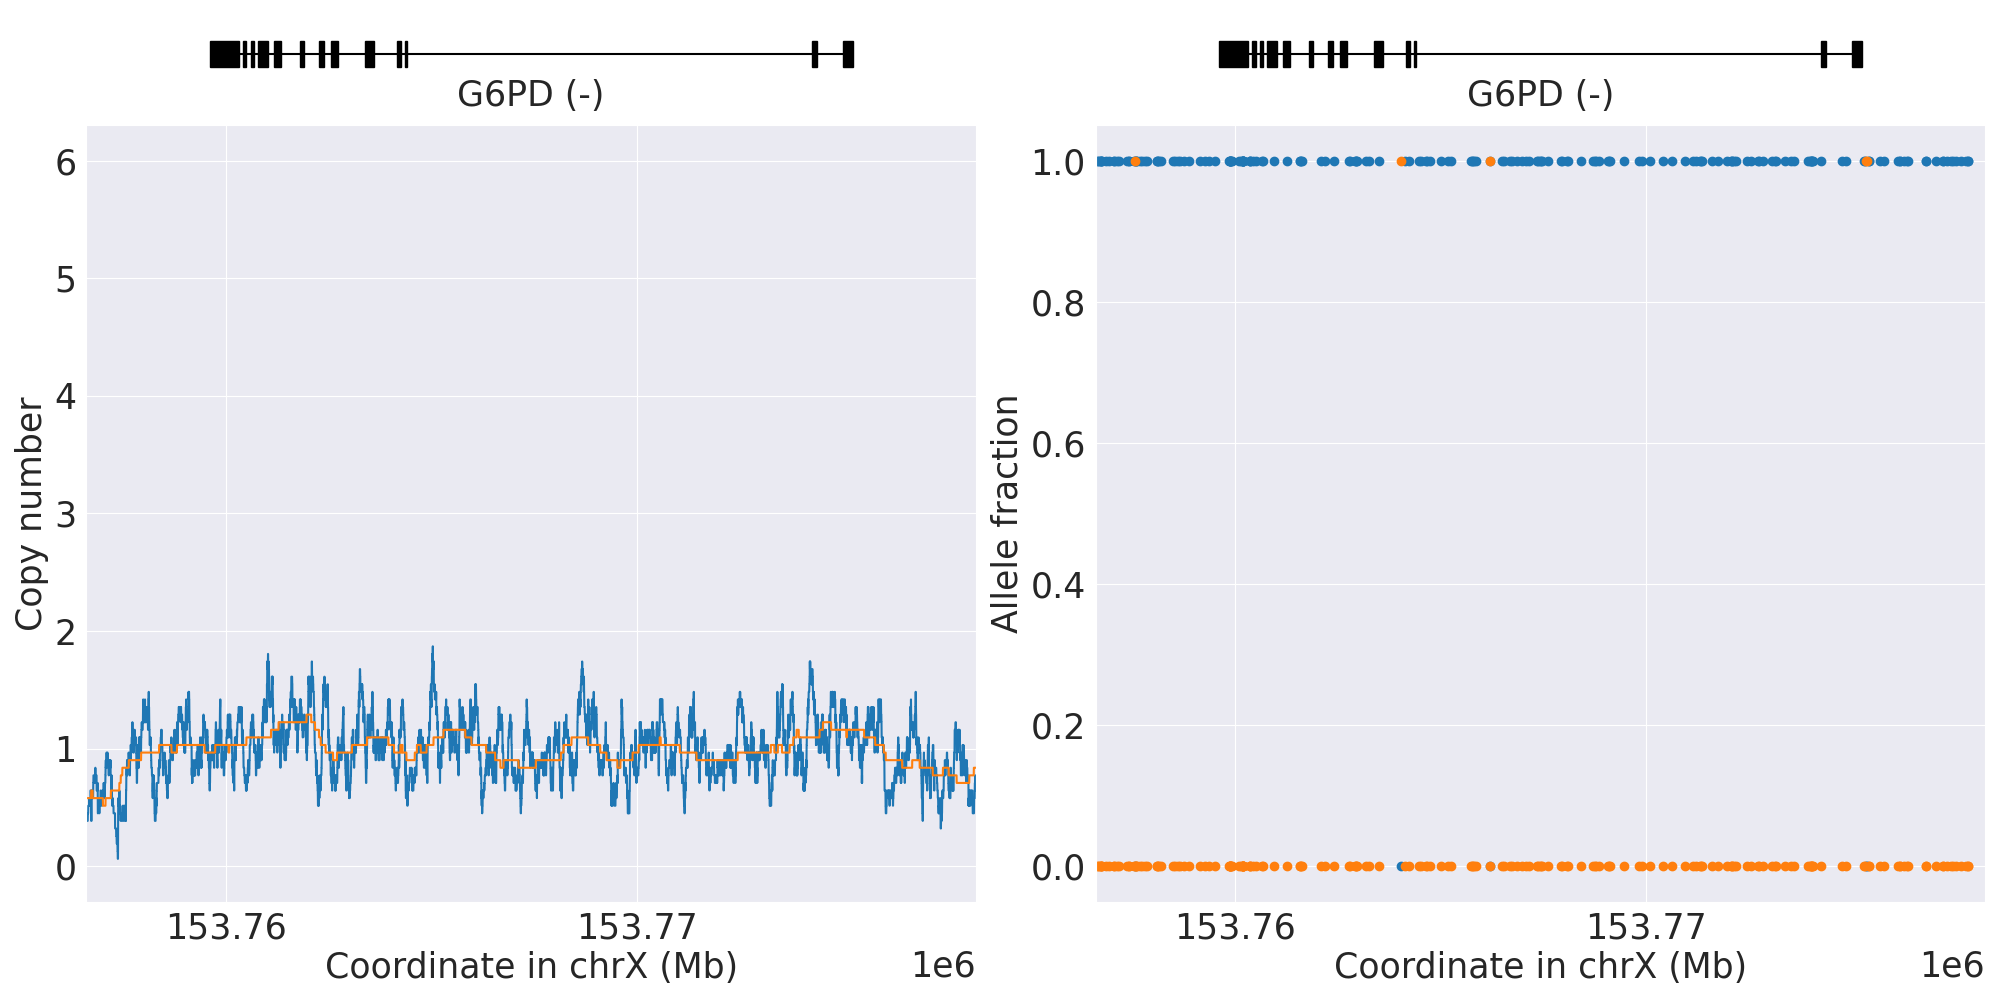 G6PD (-)
6
5
4
3
2
1
0
Copy number
153.76
153.77
Coordinate in chrX (Mb)
1e6
G6PD (-)
1.0
0.8
0.6
0.4
0.2
0.0
Allele fraction
153.76
153.77
Coordinate in chrX (Mb)
1e6